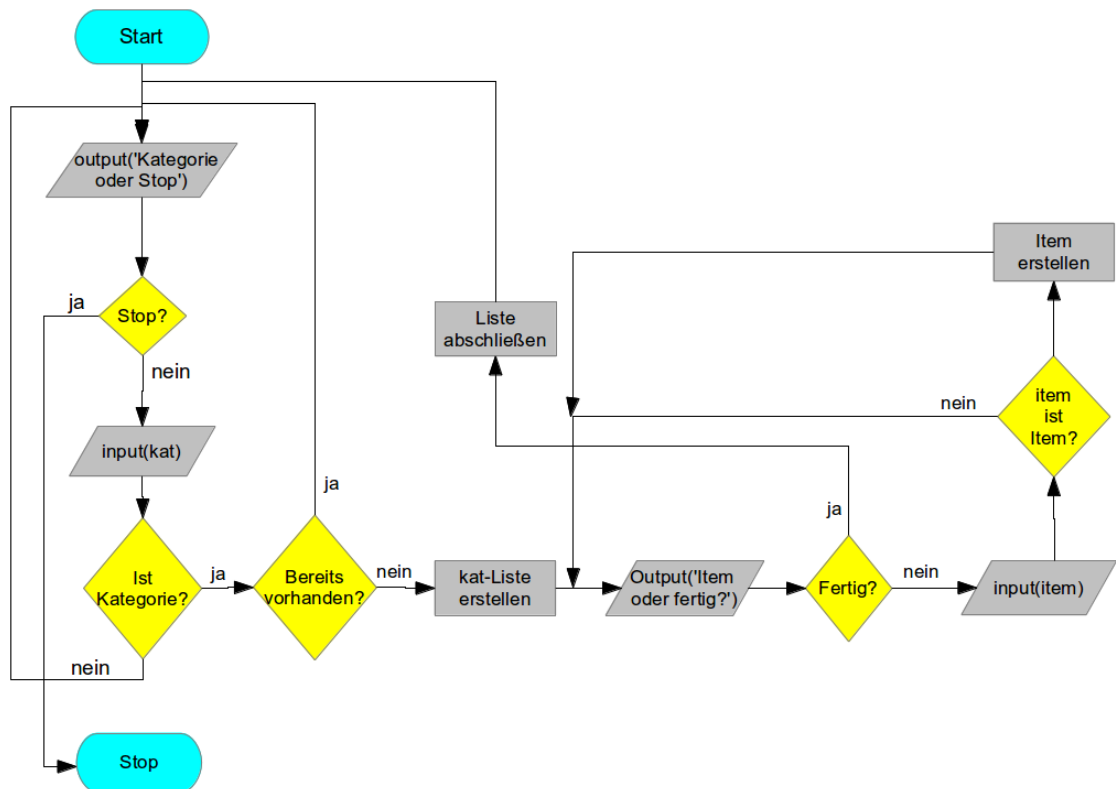 Start
output('Kategorie
oder Stop')
ja
Stop?
nein
input(kat)
Ist
Kategorie?
ja
nein
Stop
Bereits
vorhanden?
ja
nein
kat-Liste
erstellen
Liste
abschließen
Output('Item
oder fertig?')
Fertig?
ja
nein
input(item)
item
ist
Item?
nein
Item
erstellen